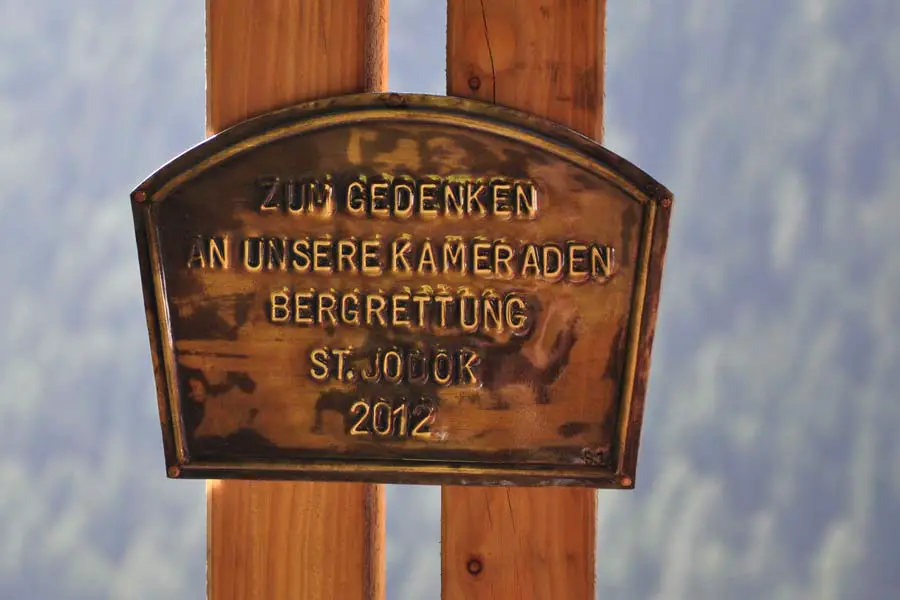 ZUM GEDENKEN
AN UNSERE KAMERADEN
BERGRETTUNG
ST. JODOK
2012